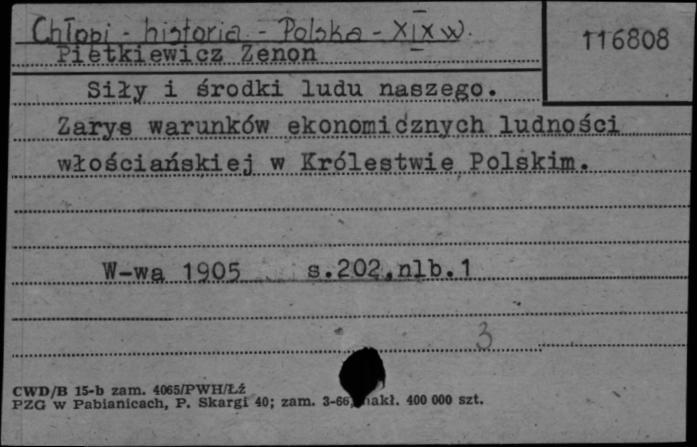 Chłopi - historia - Polska - XIX w.
116808
Pietkiewicz Zenon
Siły i środki ludu naszego.
Zarys warunków ekonomicznych ludności
włościańskiej w Królestwie Polskim.
W-wa 1905 s.202,nlb.1
3
CWD/B 15-b zam. 4065/PWH/Łź
PZG w Pabianicach, P. Skargi 40; zam. 3-66, nakł. 400 000 szt.